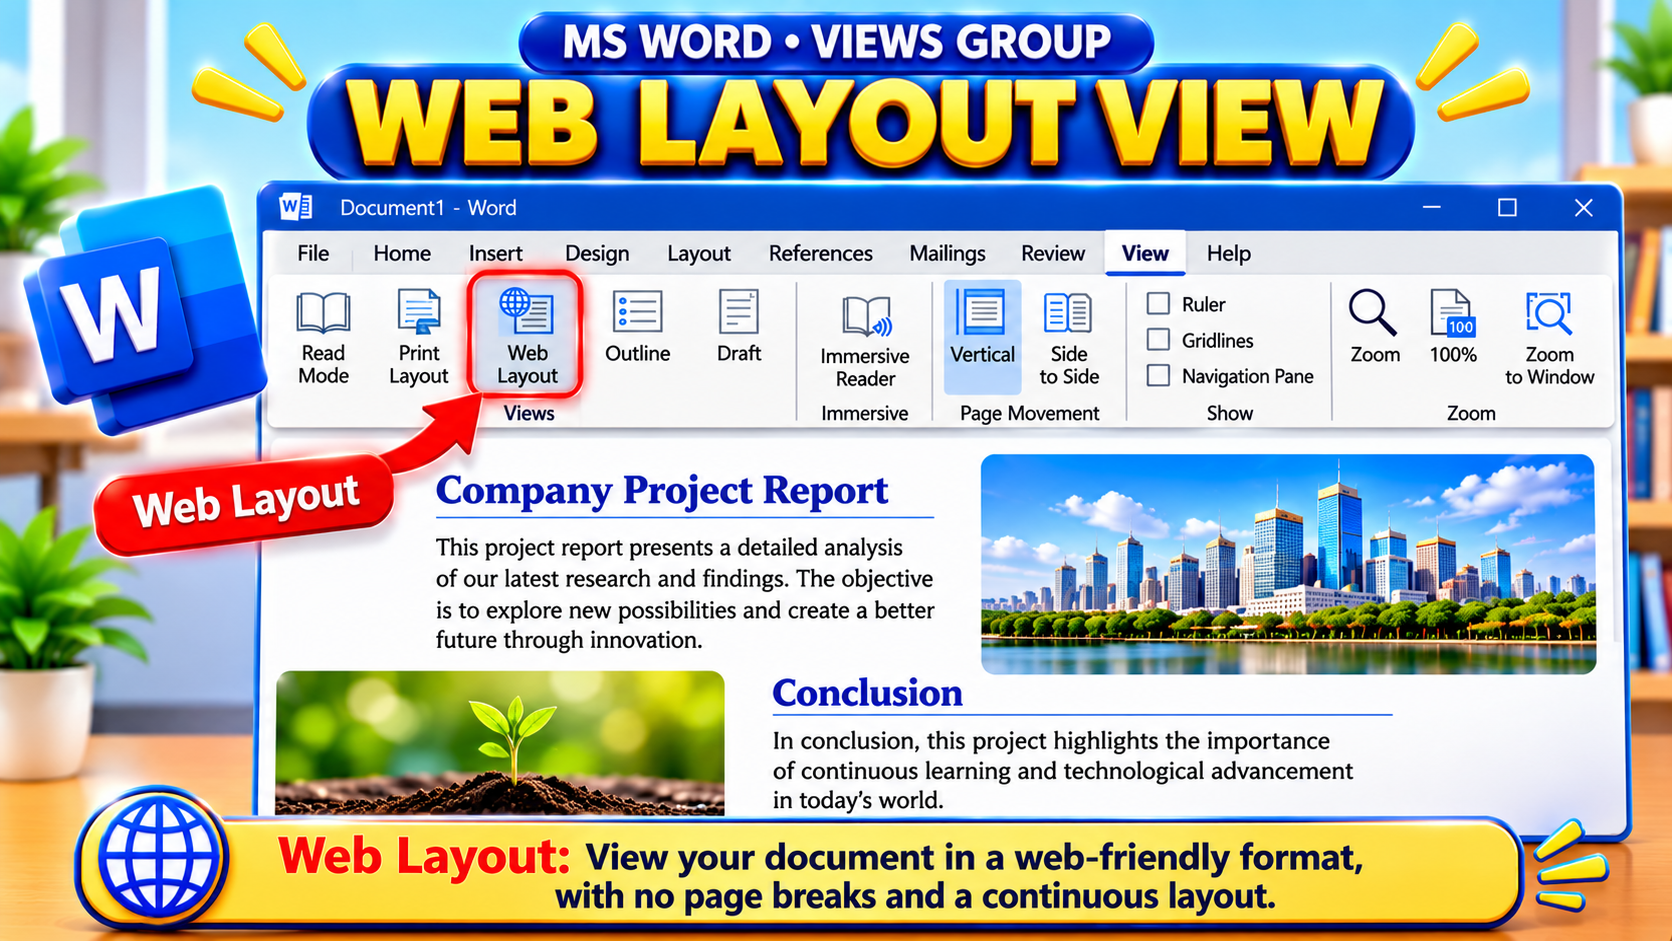 MS WORD • VIEWS GROUP
WEB LAYOUT VIEW
W
Document1 - Word
W
File Home Insert Design Layout References Mailings Review View Help
Read Mode
Print Layout
Web Layout
Outline
Draft
Views
Immersive Reader
Immersive
Vertical
Side to Side
Page Movement
Ruler
Gridlines
Navigation Pane
Show
Zoom
100
100%
Zoom to Window
Zoom
Web Layout
Company Project Report
This project report presents a detailed analysis
of our latest research and findings. The objective
is to explore new possibilities and create a better
future through innovation.
Conclusion
In conclusion, this project highlights the importance
of continuous learning and technological advancement
in today's world.
Web Layout: View your document in a web-friendly format,
with no page breaks and a continuous layout.